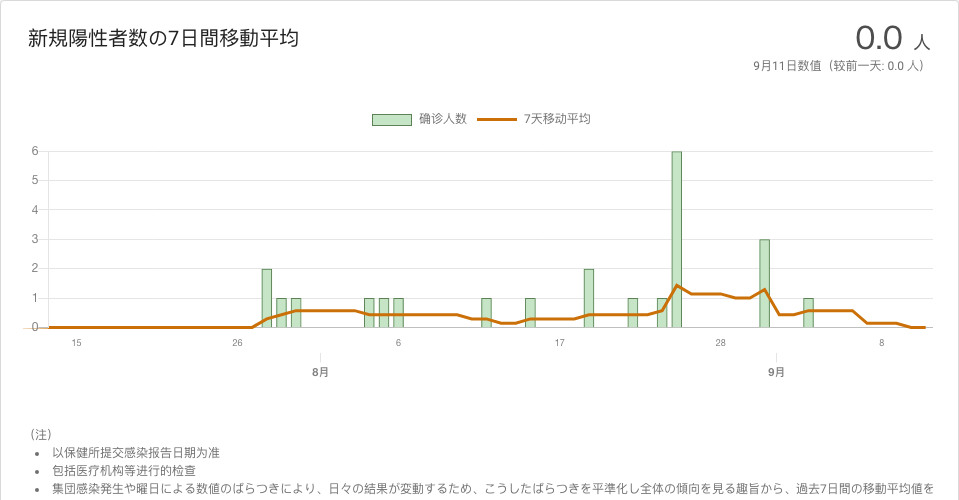 新規陽性者数の7日間移動平均
0.0 人
9月11日数值（较前一天: 0.0 人）
确诊人数 7天移动平均
6
5
4
3
2
1
0
15 26 6 17 28 8
8月 9月
（注）
• 以保健所提交感染报告日期为准
• 包括医疗机构等进行的检查
• 集団感染発生や曜日による数値のばらつきにより、日々の結果が変動するため、こうしたばらつきを平準化し全体の傾向を見る趣旨から、過去7日間の移動平均値を